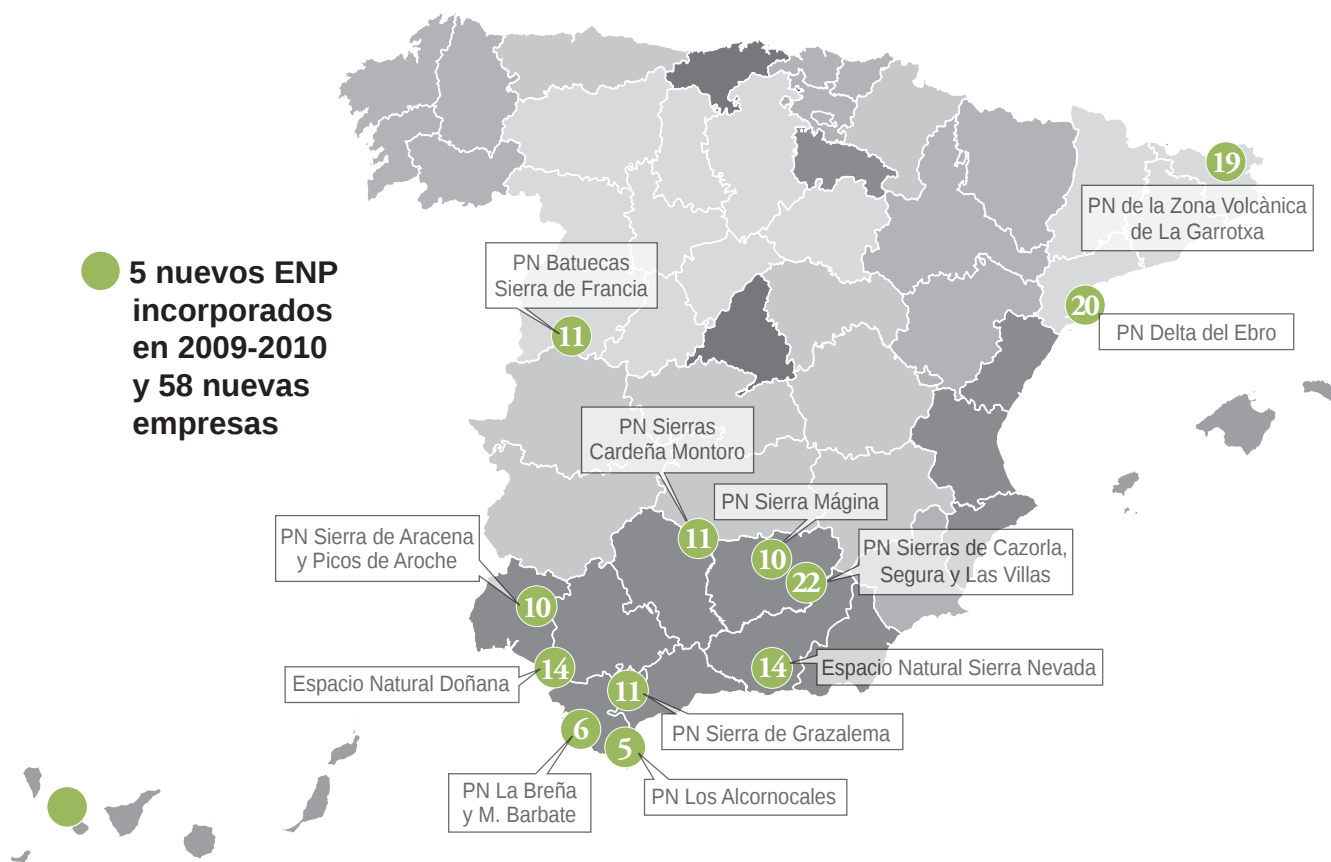 19
PN de la Zona Volcànica
de La Garrotxa
5 nuevos ENP
incorporados
en 2009-2010
y 58 nuevas
empresas
PN Batuecas
Sierra de Francia
11
20
PN Delta del Ebro
PN Sierras
Cardeña Montoro
11
PN Sierra Mágina
10
PN Sierras de Cazorla,
Segura y Las Villas
22
PN Sierra de Aracena
y Picos de Aroche
10
Espacio Natural Doñana
14
14
Espacio Natural Sierra Nevada
11
PN Sierra de Grazalema
6
PN La Breña
y M. Barbate
5
PN Los Alcornocales